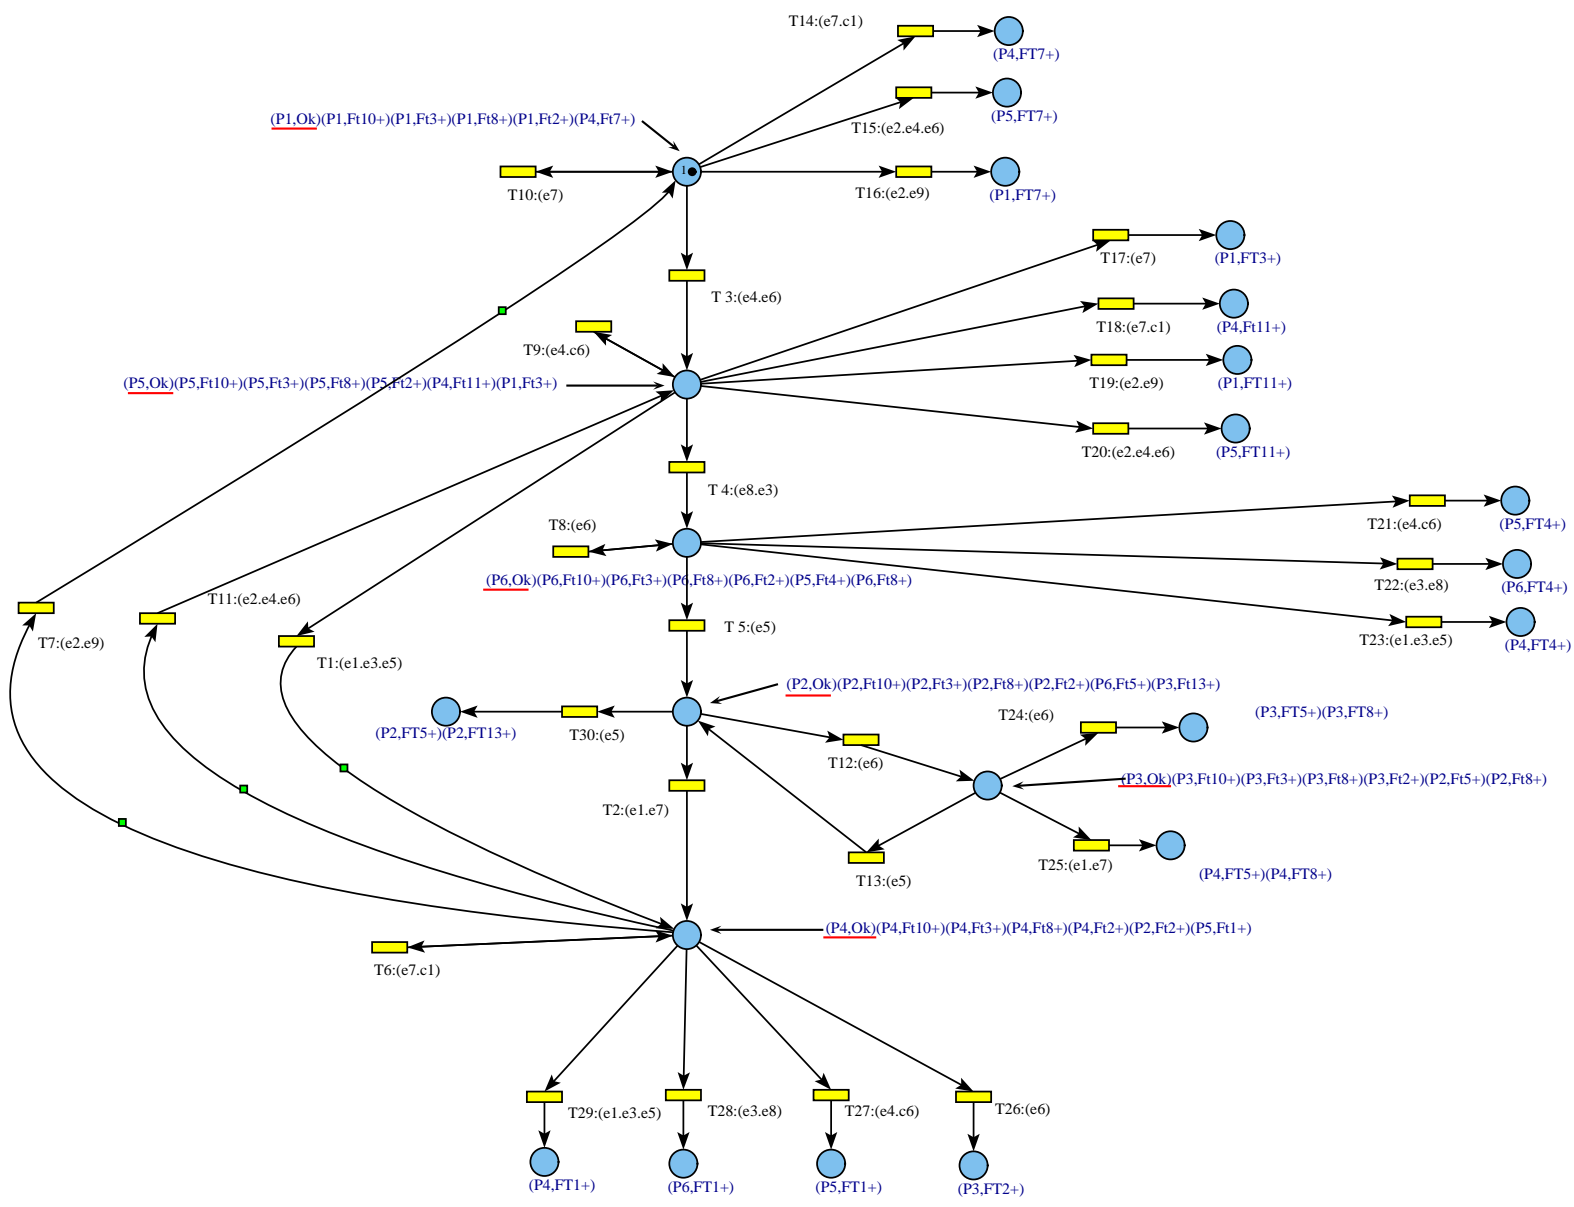 T14:(e7.c1)
(P4,FT7+)
(P1,Ok)(P1,Ft10+)(P1,Ft3+)(P1,Ft8+)(P1,Ft2+)(P4,Ft7+)
T15:(e2.e4.e6)
(P5,FT7+)
1
T10:(e7)
T16:(e2.e9)
(P1,FT7+)
T17:(e7)
(P1,FT3+)
T 3:(e4.e6)
T18:(e7.c1)
(P4,Ft11+)
T9:(e4.c6)
T19:(e2.e9)
(P1,FT11+)
(P5,Ok)(P5,Ft10+)(P5,Ft3+)(P5,Ft8+)(P5,Ft2+)(P4,Ft11+)(P1,Ft3+)
T20:(e2.e4.e6)
(P5,FT11+)
T 4:(e8.e3)
T8:(e6)
T21:(e4.c6)
(P5,FT4+)
(P6,Ok)(P6,Ft10+)(P6,Ft3+)(P6,Ft8+)(P6,Ft2+)(P5,Ft4+)(P6,Ft8+)
T22:(e3.e8)
(P6,FT4+)
T11:(e2.e4.e6)
T7:(e2.e9)
T 5:(e5)
T23:(e1.e3.e5)
(P4,FT4+)
T1:(e1.e3.e5)
(P2,Ok)(P2,Ft10+)(P2,Ft3+)(P2,Ft8+)(P2,Ft2+)(P6,Ft5+)(P3,Ft13+)
T24:(e6)
(P3,FT5+)(P3,FT8+)
(P2,FT5+)(P2,FT13+)
T30:(e5)
T12:(e6)
(P3,Ok)(P3,Ft10+)(P3,Ft3+)(P3,Ft8+)(P3,Ft2+)(P2,Ft5+)(P2,Ft8+)
T2:(e1.e7)
T13:(e5)
T25:(e1.e7)
(P4,FT5+)(P4,FT8+)
(P4,Ok)(P4,Ft10+)(P4,Ft3+)(P4,Ft8+)(P4,Ft2+)(P2,Ft2+)(P5,Ft1+)
T6:(e7.c1)
T29:(e1.e3.e5)
T28:(e3.e8)
T27:(e4.c6)
T26:(e6)
(P4,FT1+)
(P6,FT1+)
(P5,FT1+)
(P3,FT2+)